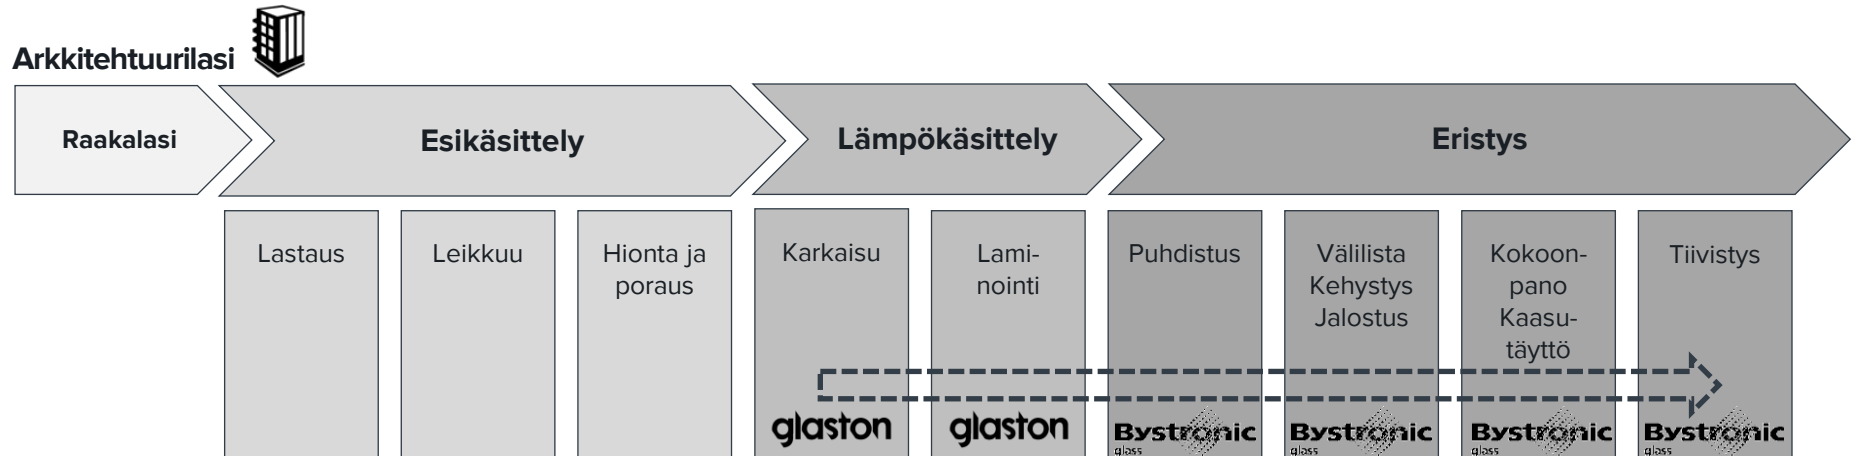 Arkkitehtuurilasi
Raakalasi
Esikäsittely
Lämpökäsittely
Eristys
Lastaus
Leikkuu
Hionta ja
poraus
Karkaisu
Lami-
nointi
Puhdistus
Välilista
Kehystys
Jalostus
Kokoon-
pano
Kaasu-
täyttö
Tiivistys
glaston
glaston
Bystronic
glass
Bystronic
glass
Bystronic
glass
Bystronic
glass